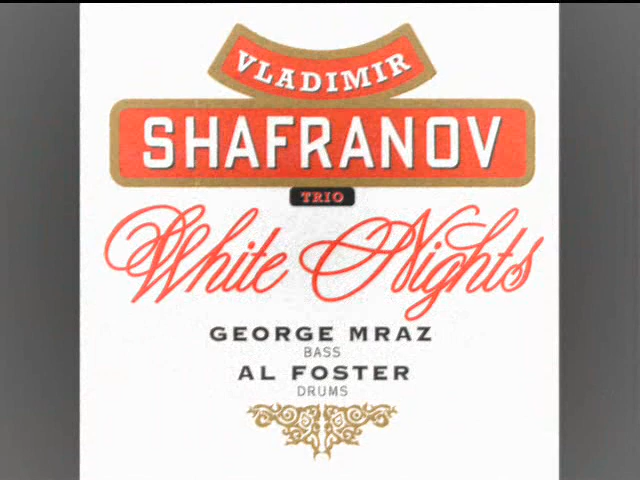 VLADIMIR
SHAFRANOV
TRIO
White Nights
GEORGE MRAZ
BASS
AL FOSTER
DRUMS